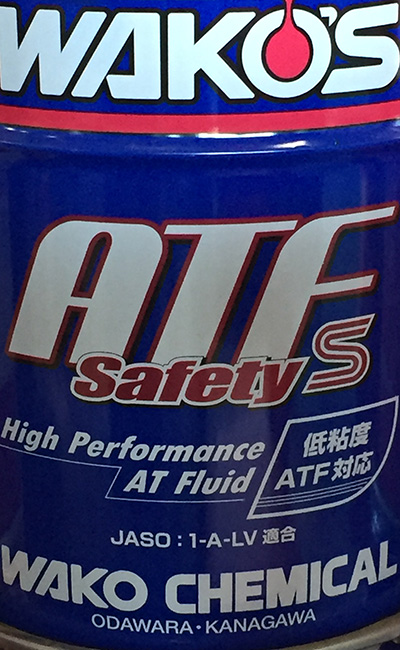 WAKO'S
ATF
Safety S
High Performance
AT Fluid
低粘度
ATF対応
JASO : 1-A-LV 適合
WAKO CHEMICAL
ODAWARA・KANAGAWA